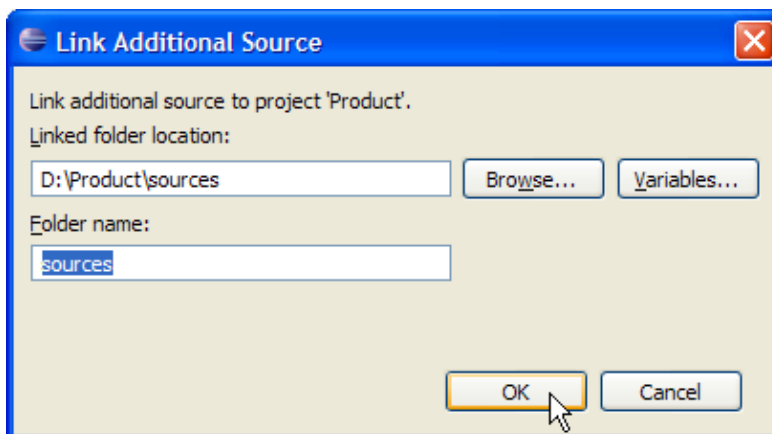 Link Additional Source
Link additional source to project 'Product'.
Linked folder location:
D:\Product\sources Browse... Variables...
Folder name:
sources
OK Cancel